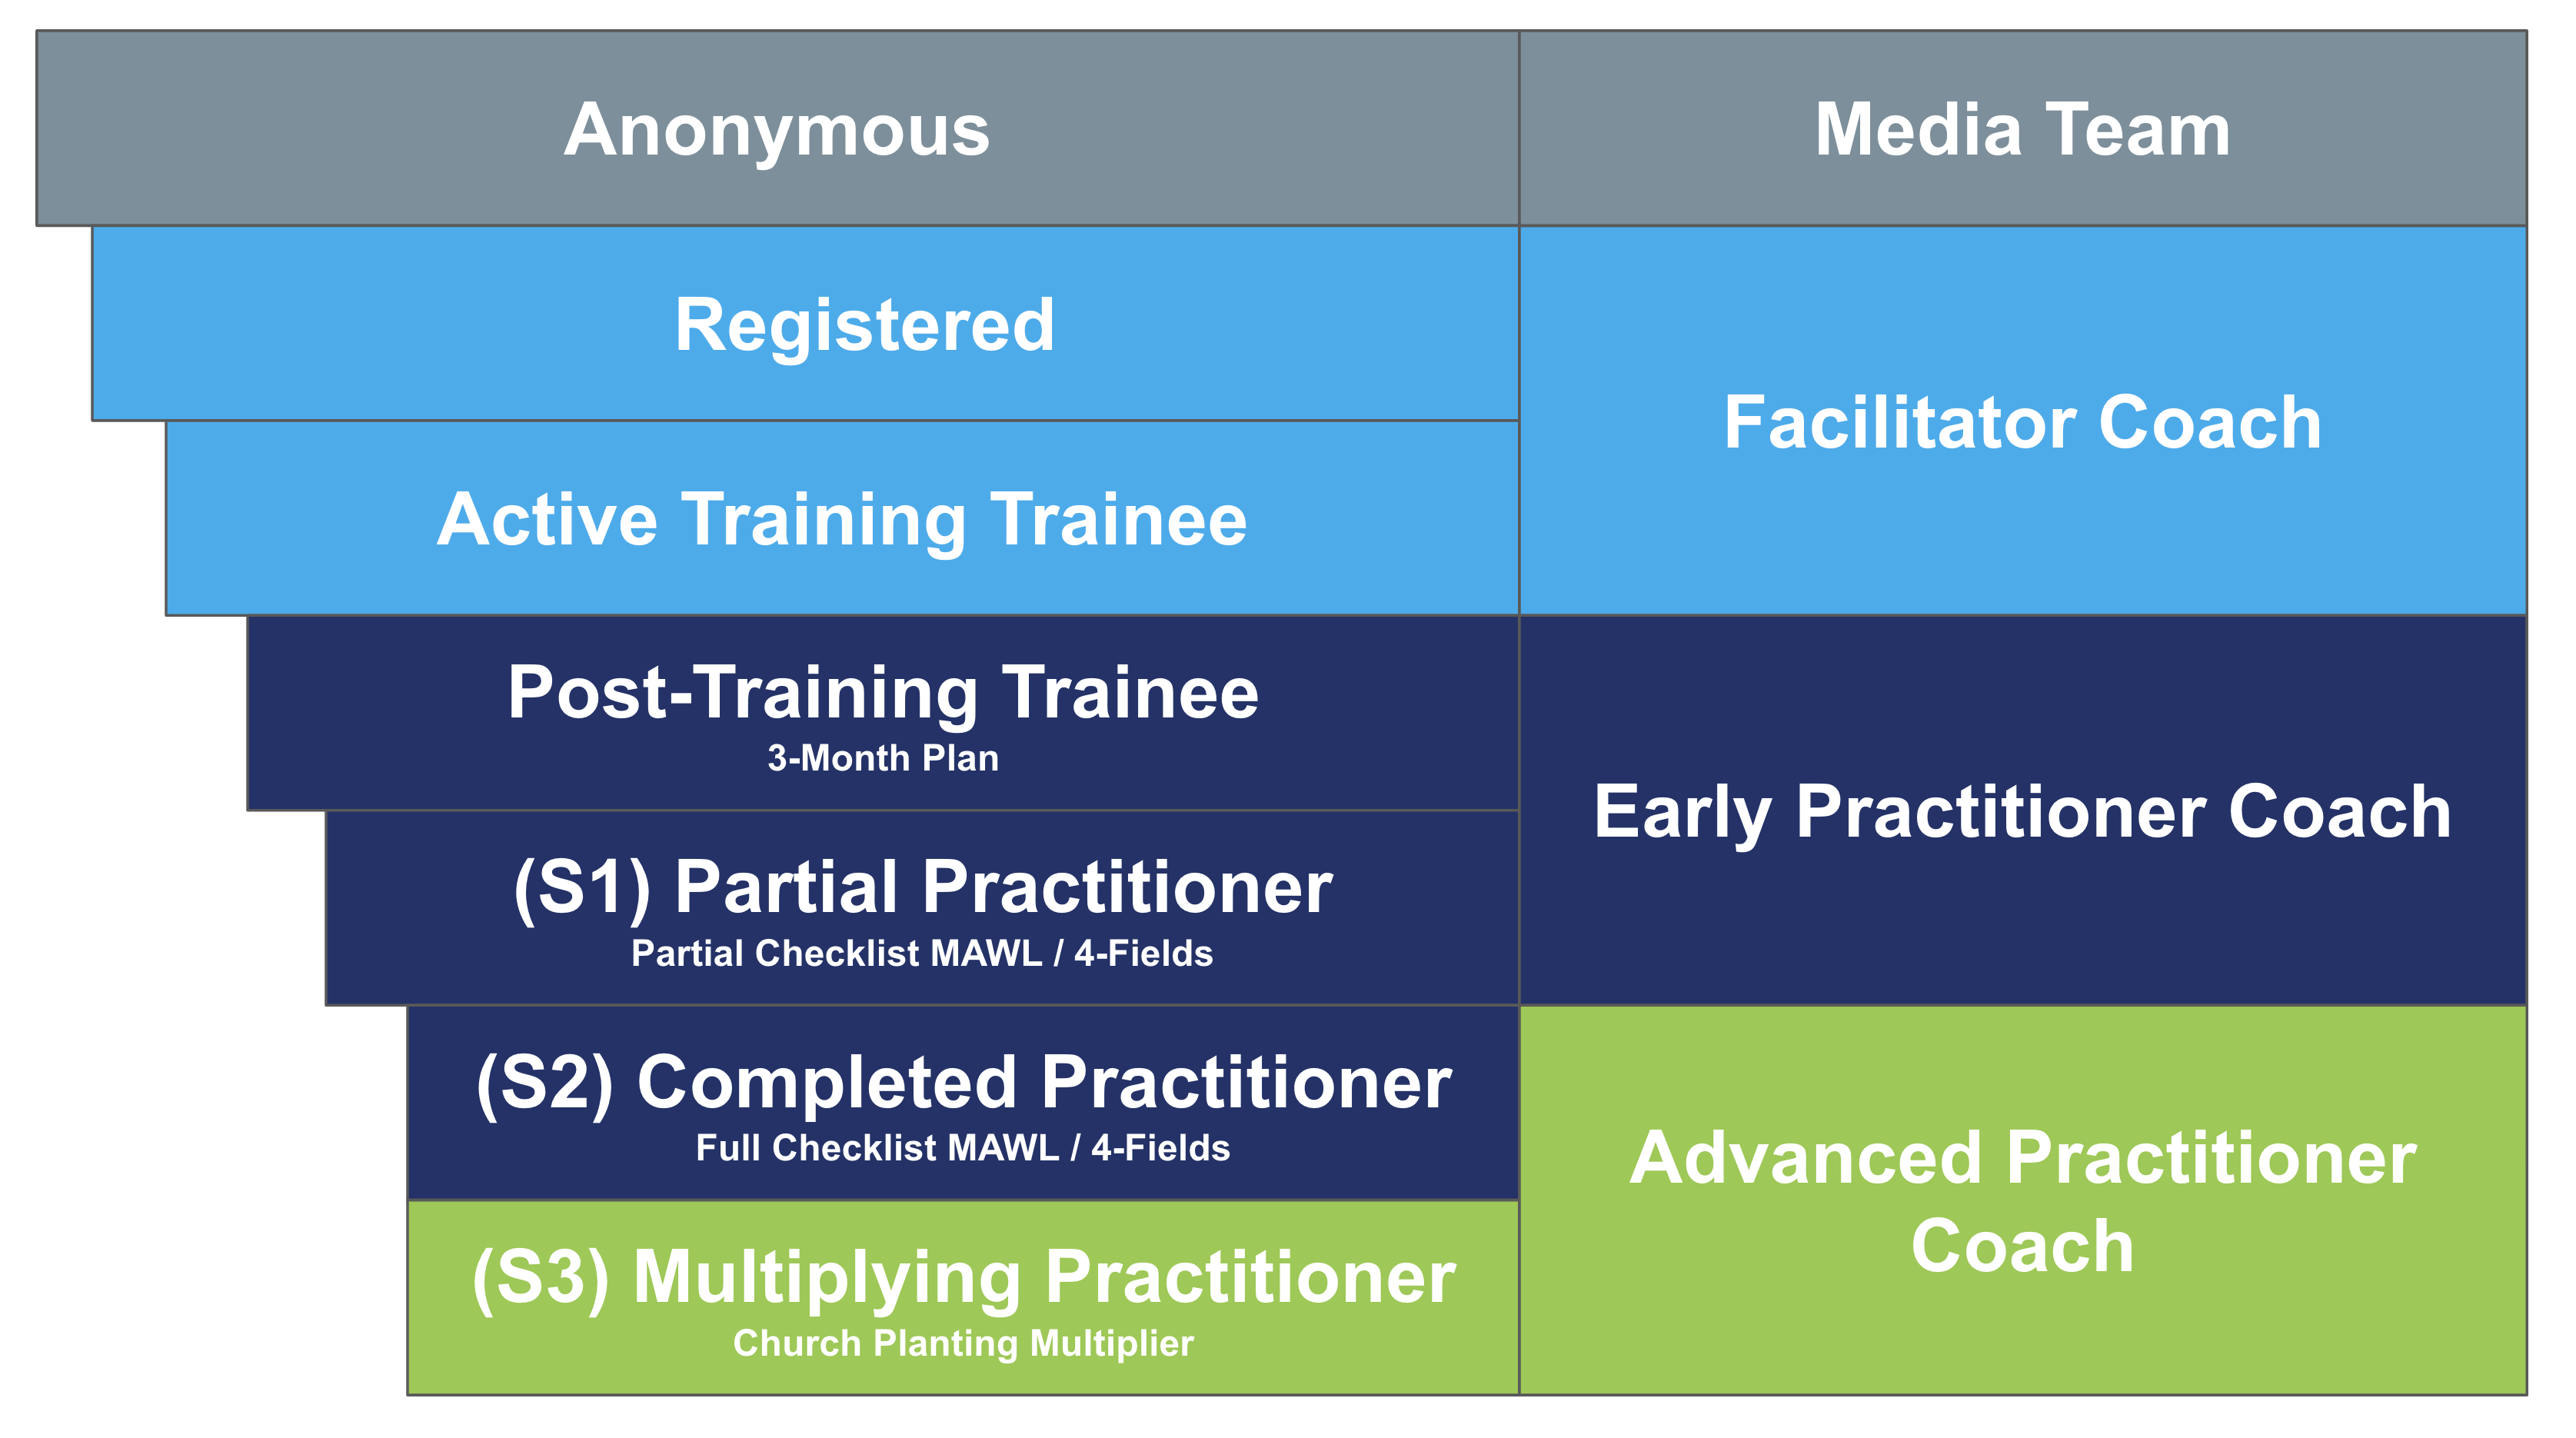 Anonymous
Media Team
Registered
Facilitator Coach
Active Training Trainee
Post-Training Trainee
3-Month Plan
Early Practitioner Coach
(S1) Partial Practitioner
Partial Checklist MAWL / 4-Fields
(S2) Completed Practitioner
Full Checklist MAWL / 4-Fields
Advanced Practitioner
Coach
(S3) Multiplying Practitioner
Church Planting Multiplier